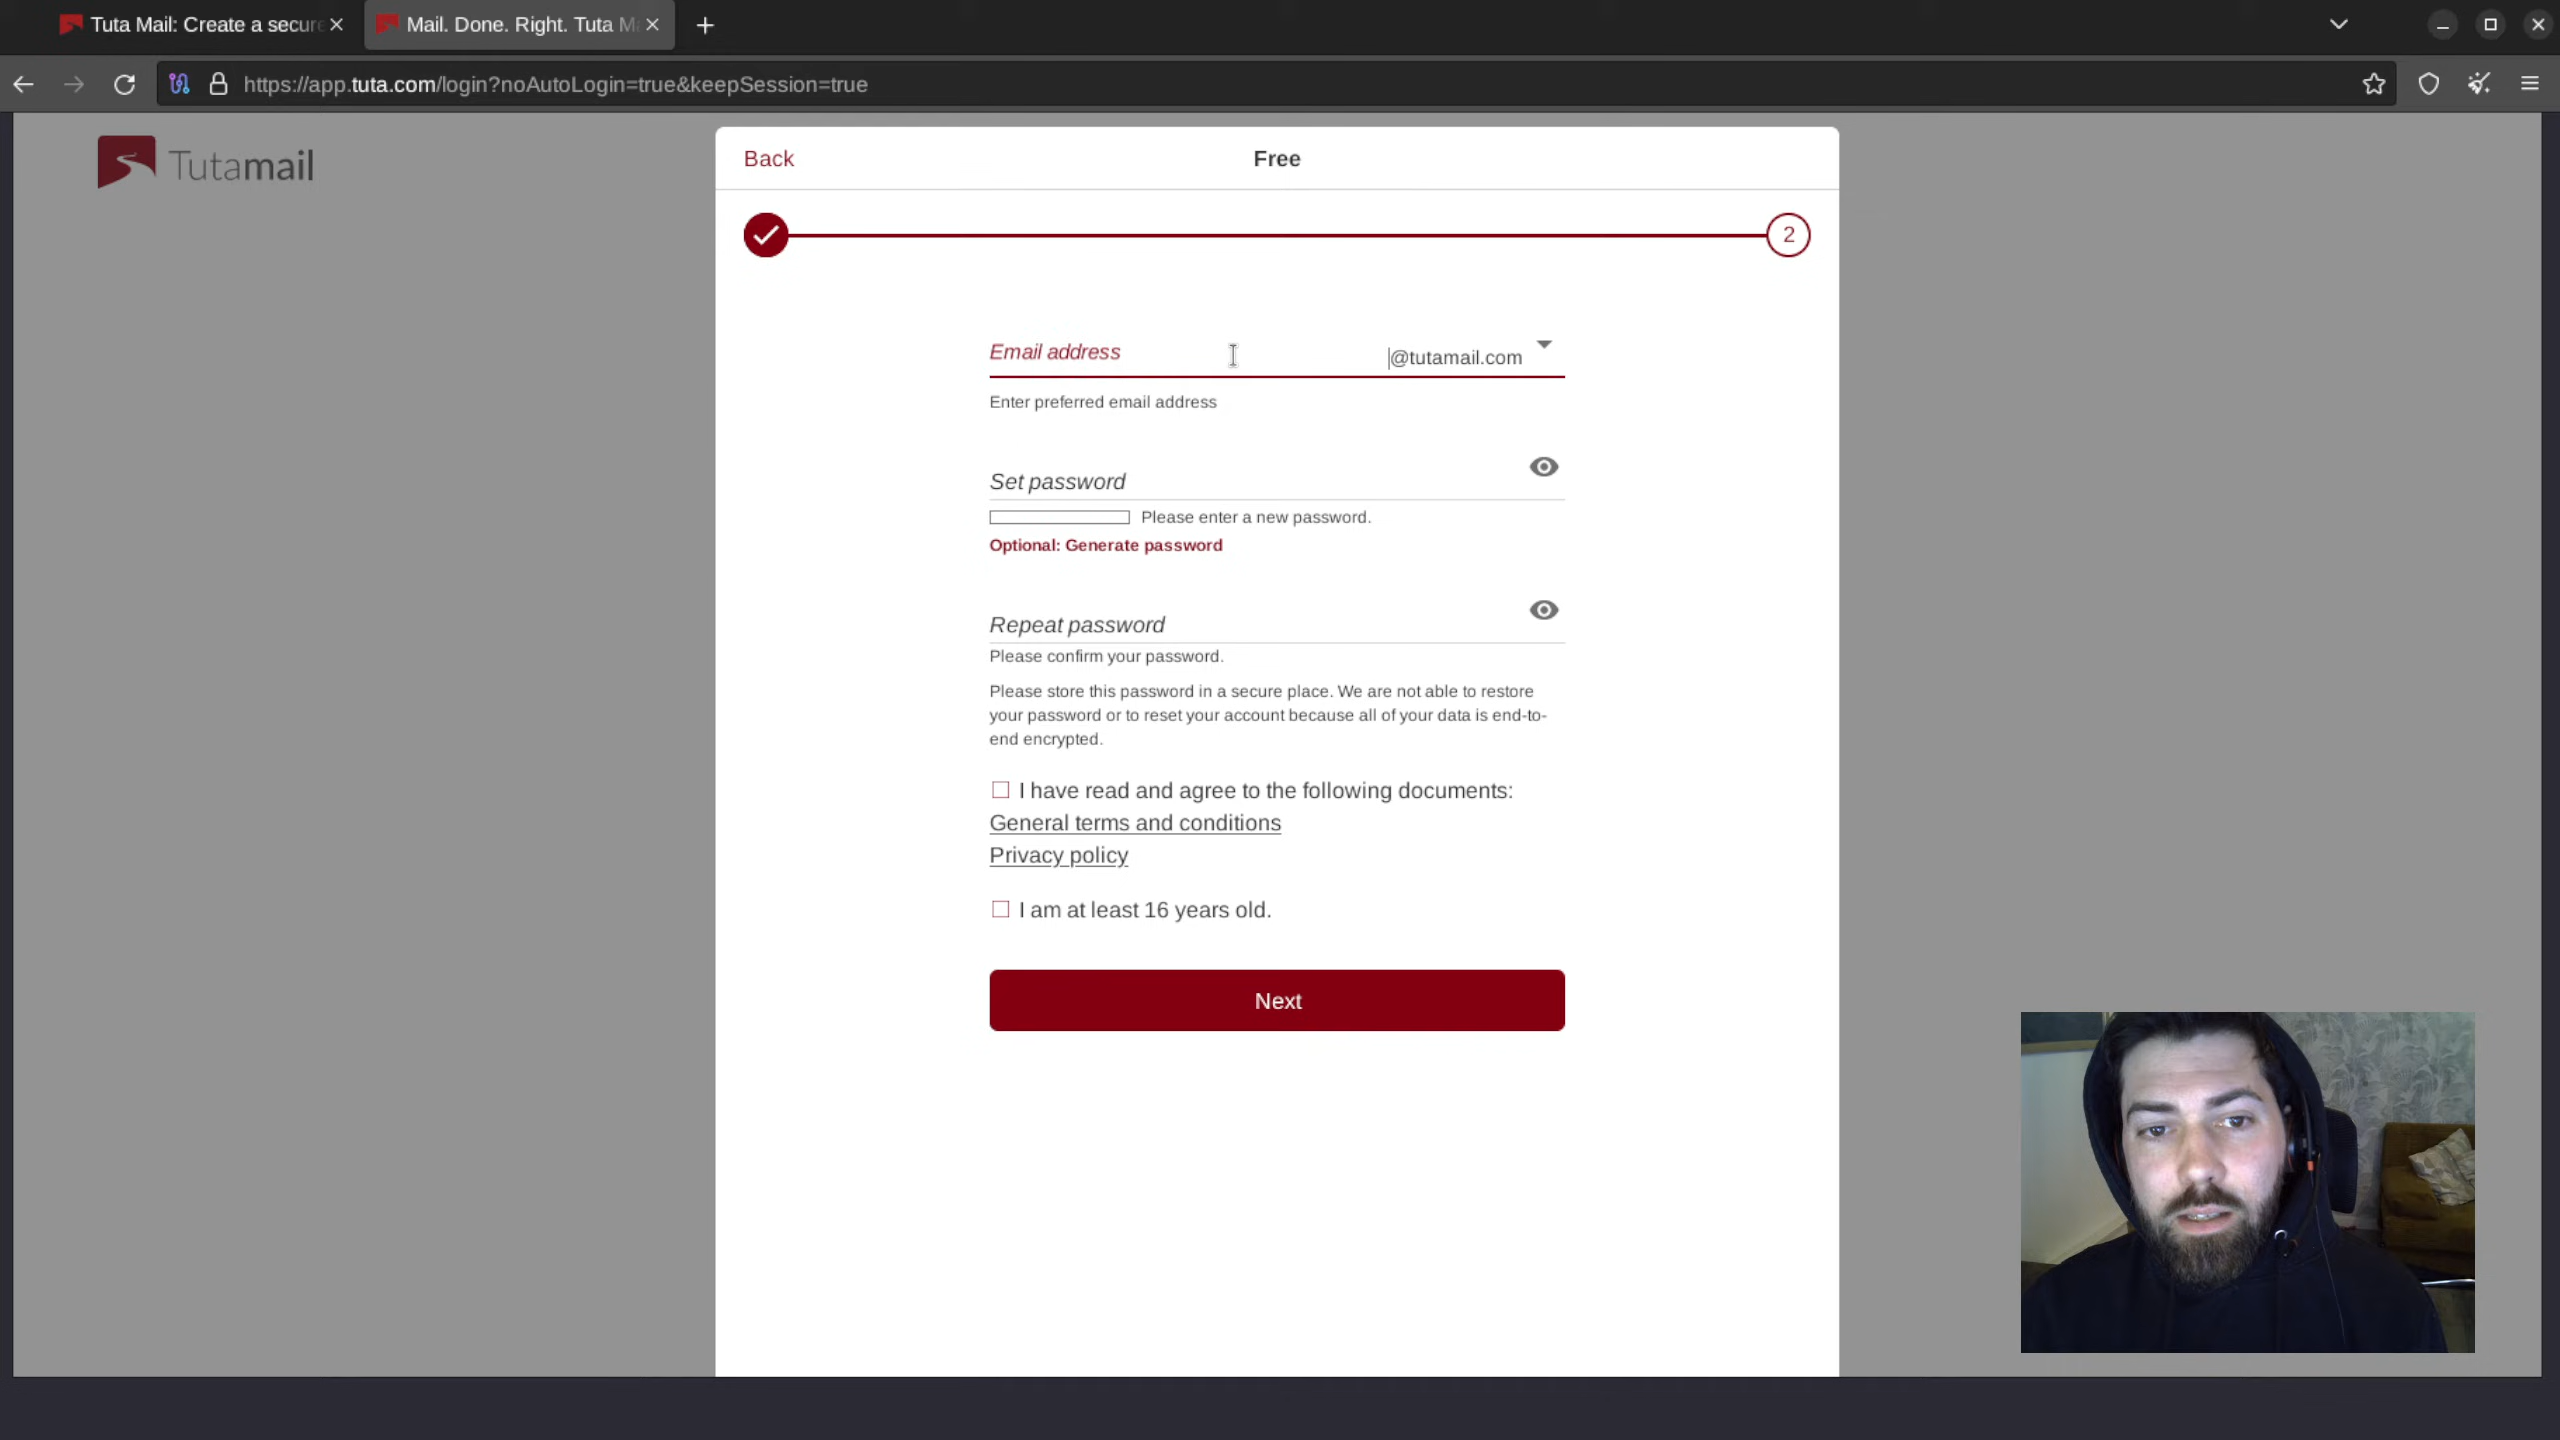 Tuta Mail: Create a secure
Mail. Done. Right. Tuta M
https://app.tuta.com/login?noAutoLogin=true&keepSession=true
Tutamail
Back
Free
2
Email address
@tutamail.com
Enter preferred email address
Set password
Please enter a new password.
Optional: Generate password
Repeat password
Please confirm your password.
Please store this password in a secure place. We are not able to restore
your password or to reset your account because all of your data is end-to-
end encrypted.
I have read and agree to the following documents:
General terms and conditions
Privacy policy
I am at least 16 years old.
Next